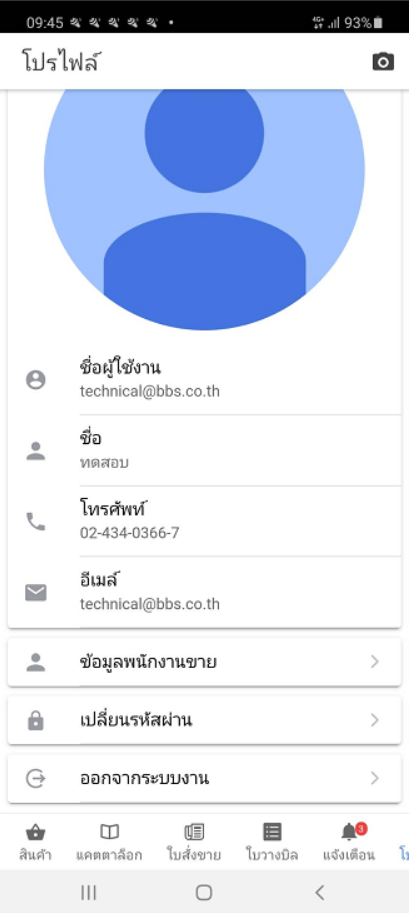 09:45
4G+ 93%
โปรไฟล์
ชื่อผู้ใช้งาน
technical@bbs.co.th
ชื่อ
ทดสอบ
โทรศัพท์
02-434-0366-7
อีเมล์
technical@bbs.co.th
ข้อมูลพนักงานขาย
เปลี่ยนรหัสผ่าน
ออกจากระบบงาน
3
สินค้า แคตตาล็อก ใบสั่งขาย ใบวางบิล แจ้งเตือน